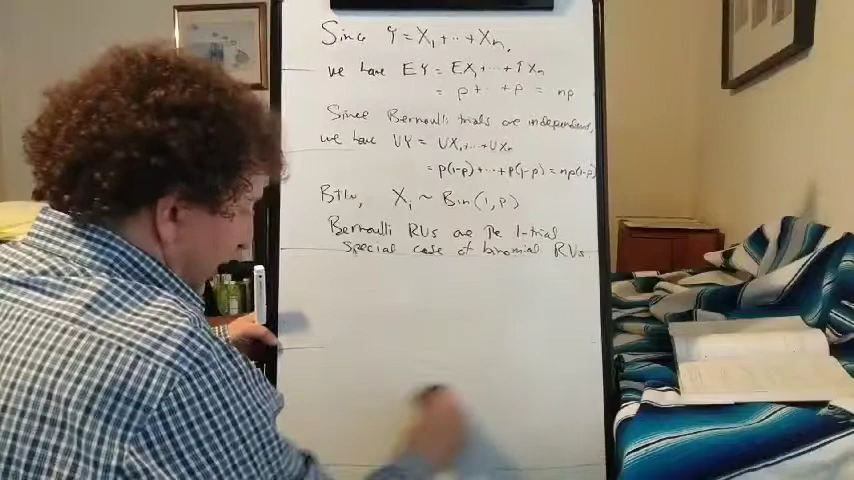 Since Y = X₁ + ... + Xₙ,
we have EY = EX₁ + ... + EXₙ
= p + ... + p = np
Since Bernoulli trials are independent,
we have VY = VX₁ + ... + VXₙ
= p(1-p) + ... + p(1-p) = np(1-p)
BTW, Xᵢ ~ Bin(1, p)
Bernoulli RVs are the 1-trial
special case of binomial RVs.